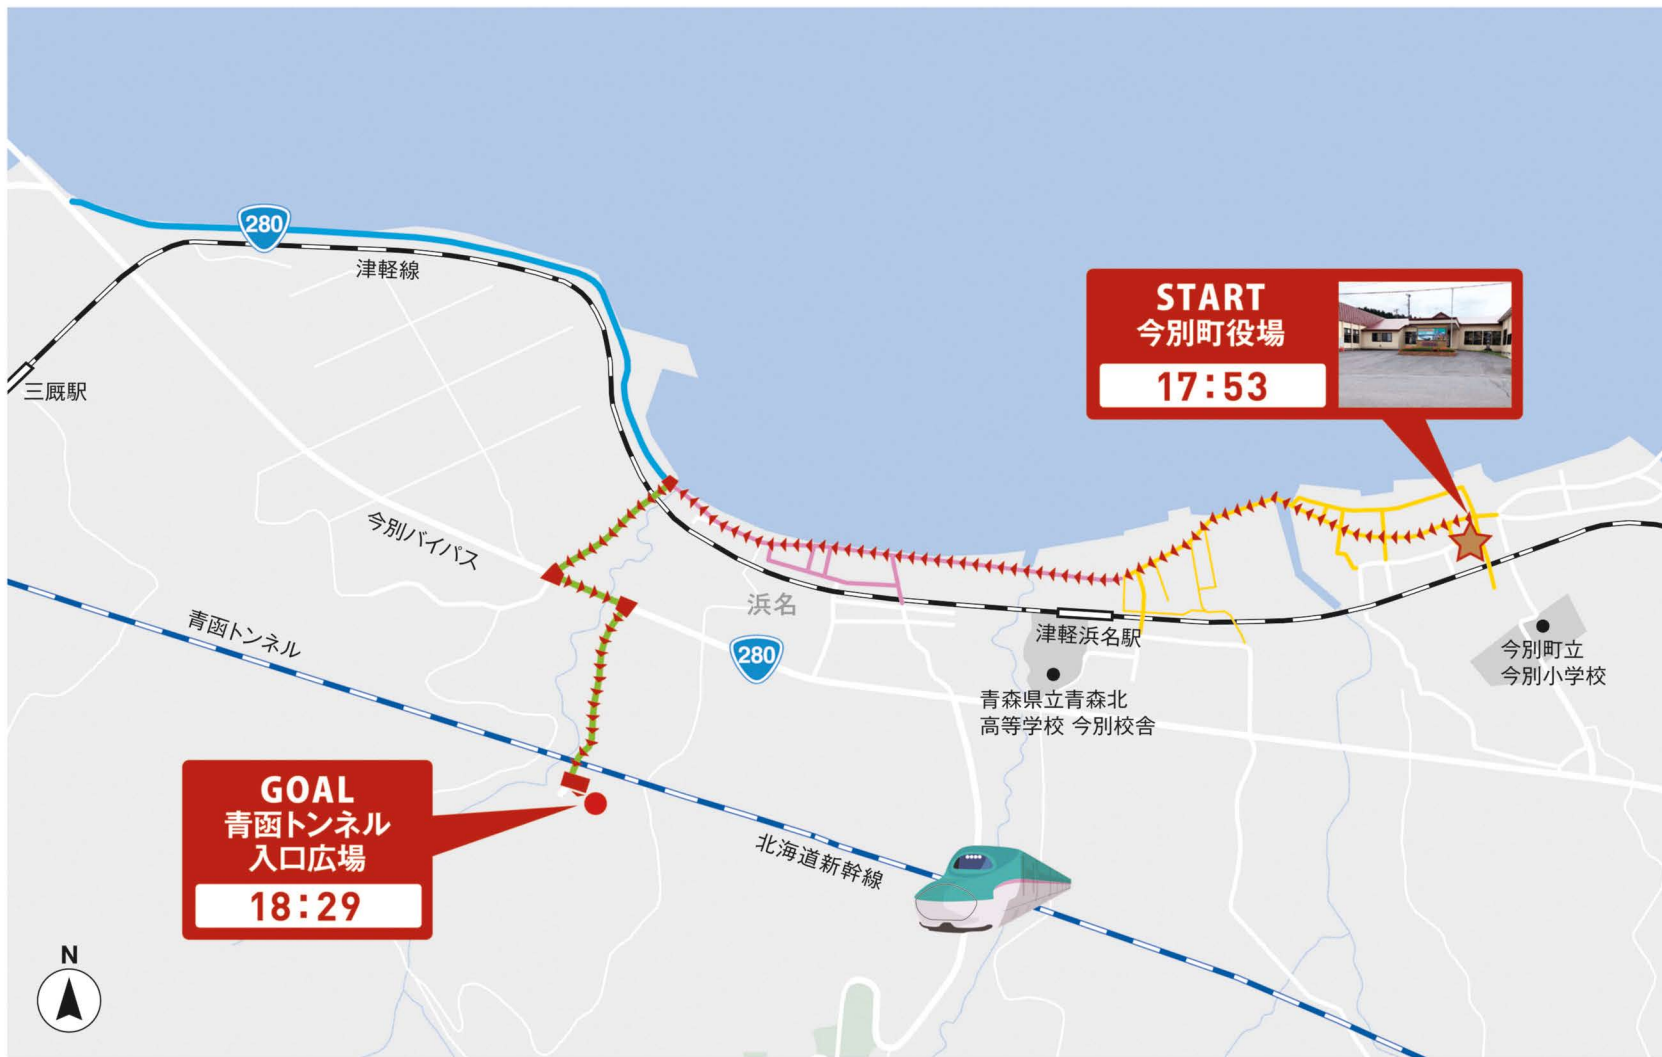 280
津軽線
START
今別町役場
17:53
三厩駅
今別バイパス
青函トンネル
浜名
280
津軽浜名駅
今別町立
今別小学校
青森県立青森北
高等学校 今別校舎
GOAL
青函トンネル
入口広場
18:29
北海道新幹線
N